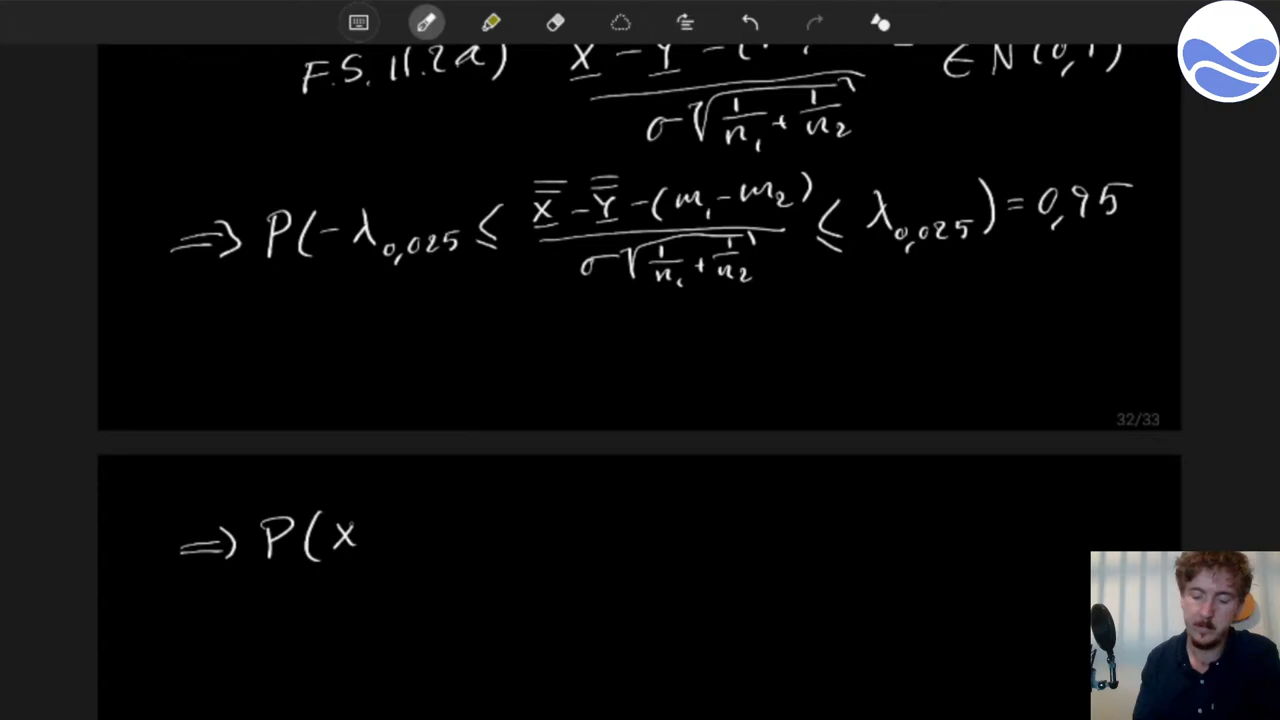 F.S. 11.2a) X̄ - Ȳ - ( / σ√(1/n₁ + 1/n₂) ∈ N(0,1)
⇒ P(-λ₀,₀₂₅ ≤ X̄ - Ȳ - (m₁ - m₂) / σ√(1/n₁ + 1/n₂) ≤ λ₀,₀₂₅) = 0,95
32/33
⇒ P(x